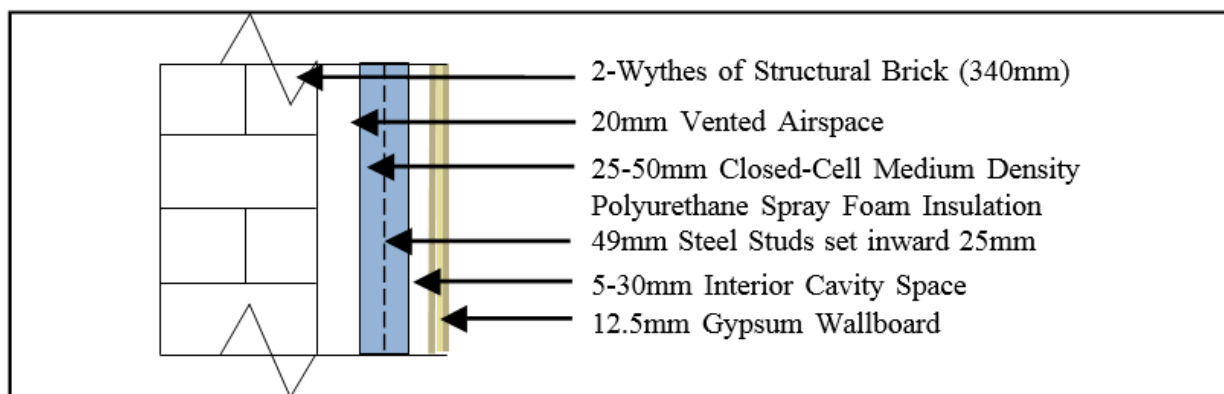 2-Wythes of Structural Brick (340mm)
20mm Vented Airspace
25-50mm Closed-Cell Medium Density
Polyurethane Spray Foam Insulation
49mm Steel Studs set inward 25mm
5-30mm Interior Cavity Space
12.5mm Gypsum Wallboard